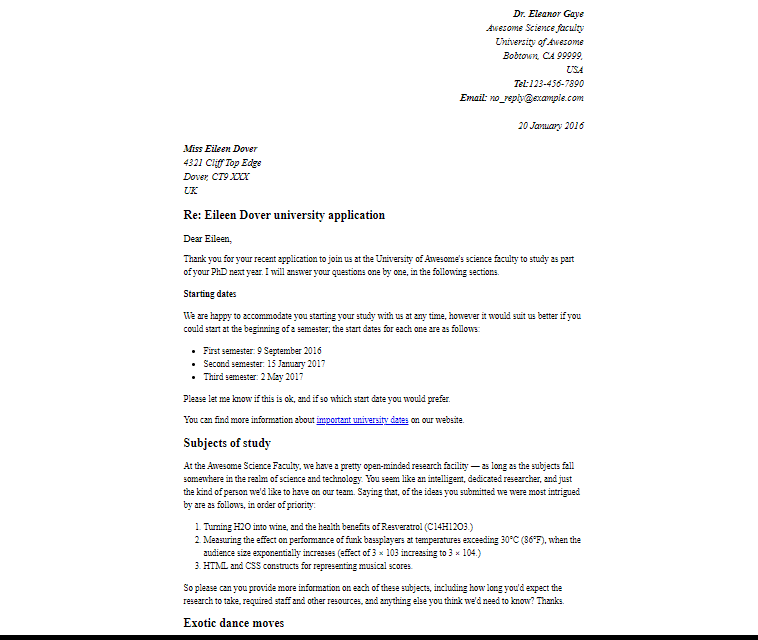 Dr. Eleanor Gaye
Awesome Science faculty
University of Awesome
Bobtown, CA 99999,
USA
Tel:123-456-7890
Email: no_reply@example.com
20 January 2016
Miss Eileen Dover
4321 Cliff Top Edge
Dover, CT9 XXX
UK
Re: Eileen Dover university application
Dear Eileen,
Thank you for your recent application to join us at the University of Awesome's science faculty to study as part
of your PhD next year. I will answer your questions one by one, in the following sections.
Starting dates
We are happy to accommodate you starting your study with us at any time, however it would suit us better if you
could start at the beginning of a semester; the start dates for each one are as follows:
• First semester: 9 September 2016
• Second semester: 15 January 2017
• Third semester: 2 May 2017
Please let me know if this is ok, and if so which start date you would prefer.
You can find more information about important university dates on our website.
Subjects of study
At the Awesome Science Faculty, we have a pretty open-minded research facility — as long as the subjects fall
somewhere in the realm of science and technology. You seem like an intelligent, dedicated researcher, and just
the kind of person we'd like to have on our team. Saying that, of the ideas you submitted we were most intrigued
by are as follows, in order of priority:
1. Turning H2O into wine, and the health benefits of Resveratrol (C14H12O3.)
2. Measuring the effect on performance of funk bassplayers at temperatures exceeding 30°C (86°F), when the
audience size exponentially increases (effect of 3 × 103 increasing to 3 × 104.)
3. HTML and CSS constructs for representing musical scores.
So please can you provide more information on each of these subjects, including how long you'd expect the
research to take, required staff and other resources, and anything else you think we'd need to know? Thanks.
Exotic dance moves